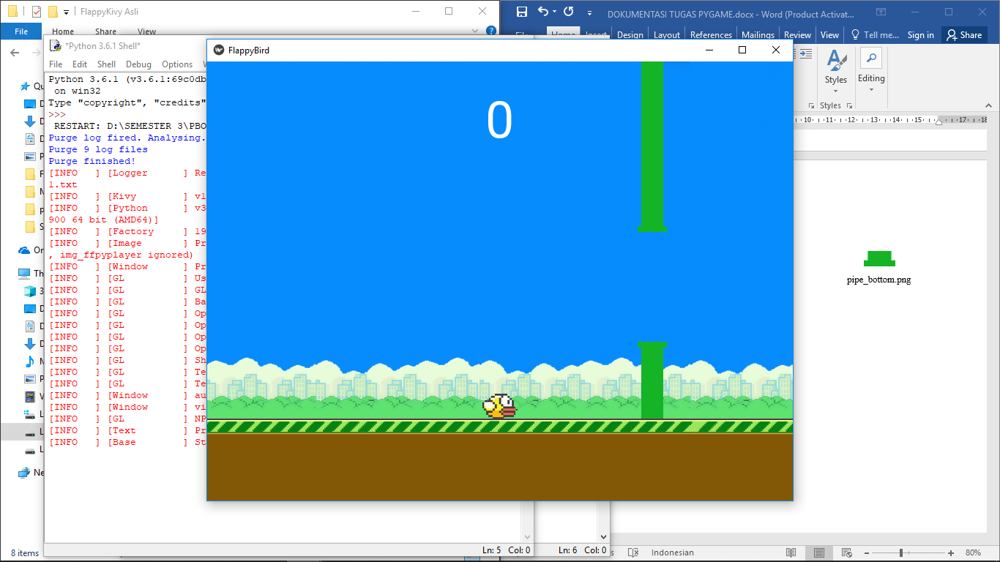 FlappyKivy Asli
File Home Share View
8 items
*Python 3.6.1 Shell*
File Edit Shell Debug Options
Python 3.6.1 (v3.6.1:69c0db
on win32
Type "copyright", "credits"
>>>
RESTART: D:\SEMESTER 3\PBO
Purge log fired. Analysing.
Purge 9 log files
Purge finished!
[INFO ] [Logger ] Re
1.txt
[INFO ] [Kivy ] v1
[INFO ] [Python ] v3
900 64 bit (AMD64)]
[INFO ] [Factory ] 19
[INFO ] [Image ] Pr
, img_ffpyplayer ignored)
[INFO ] [Window ] Pr
[INFO ] [GL ] Us
[INFO ] [GL ] GL
[INFO ] [GL ] Ba
[INFO ] [GL ] Op
[INFO ] [GL ] Op
[INFO ] [GL ] Op
[INFO ] [GL ] Op
[INFO ] [GL ] Sh
[INFO ] [GL ] Te
[INFO ] [GL ] Te
[INFO ] [Window ] au
[INFO ] [Window ] vi
[INFO ] [GL ] NP
[INFO ] [Text ] Pr
[INFO ] [Base ] St
Ln: 5 Col: 0
Ln: 6 Col: 0
FlappyBird
0
DOKUMENTASI TUGAS PYGAME.docx - Word (Product Activat...
File Home Insert Design Layout References Mailings Review View Tell me... Sign in Share
Styles Editing
Styles
10 11 12 13 14 15 17 18
pipe_bottom.png
Indonesian
80%